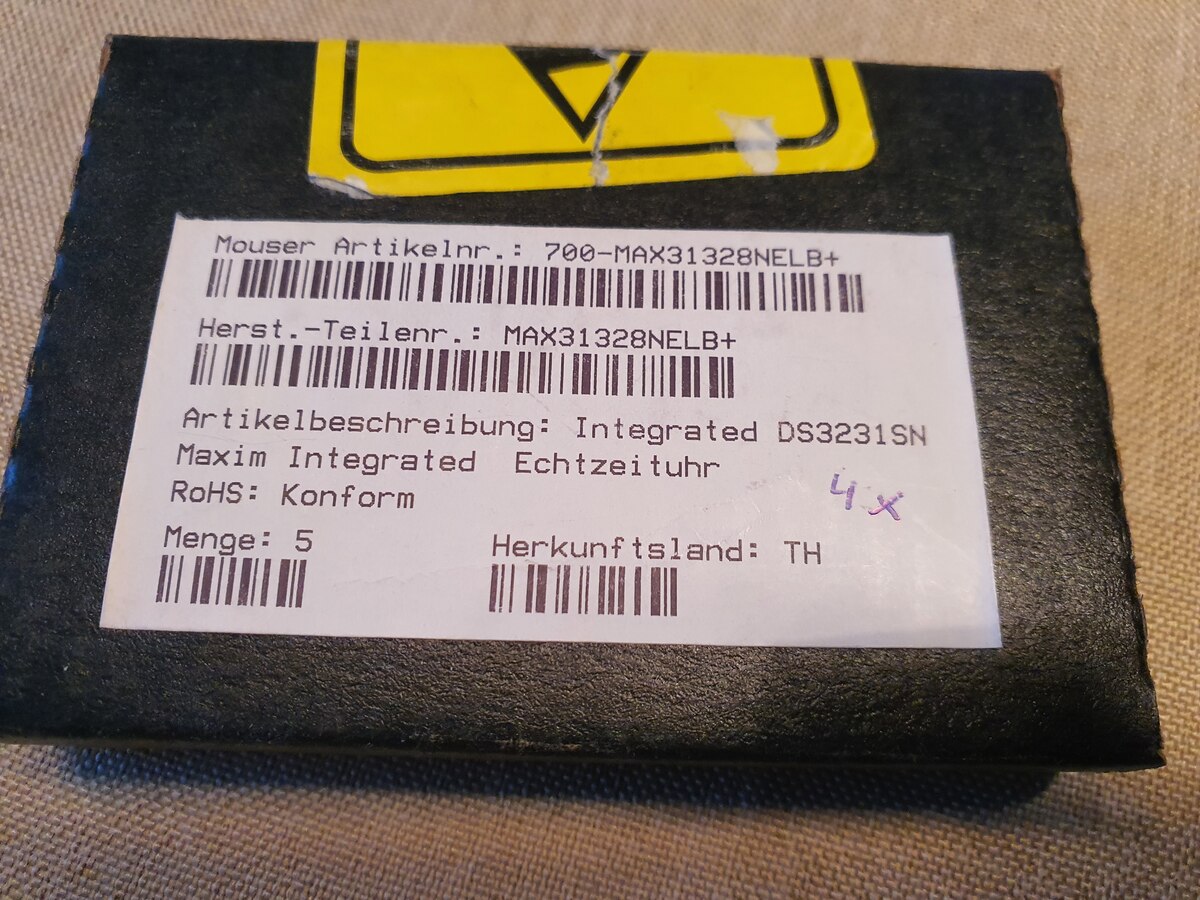 Mouser Artikelnr.: 700-MAX31328NELB+
Herst.-Teilenr.: MAX31328NELB+
Artikelbeschreibung: Integrated DS3231SN
Maxim Integrated Echtzeituhr
RoHS: Konform
4x
Menge: 5 Herkunftsland: TH